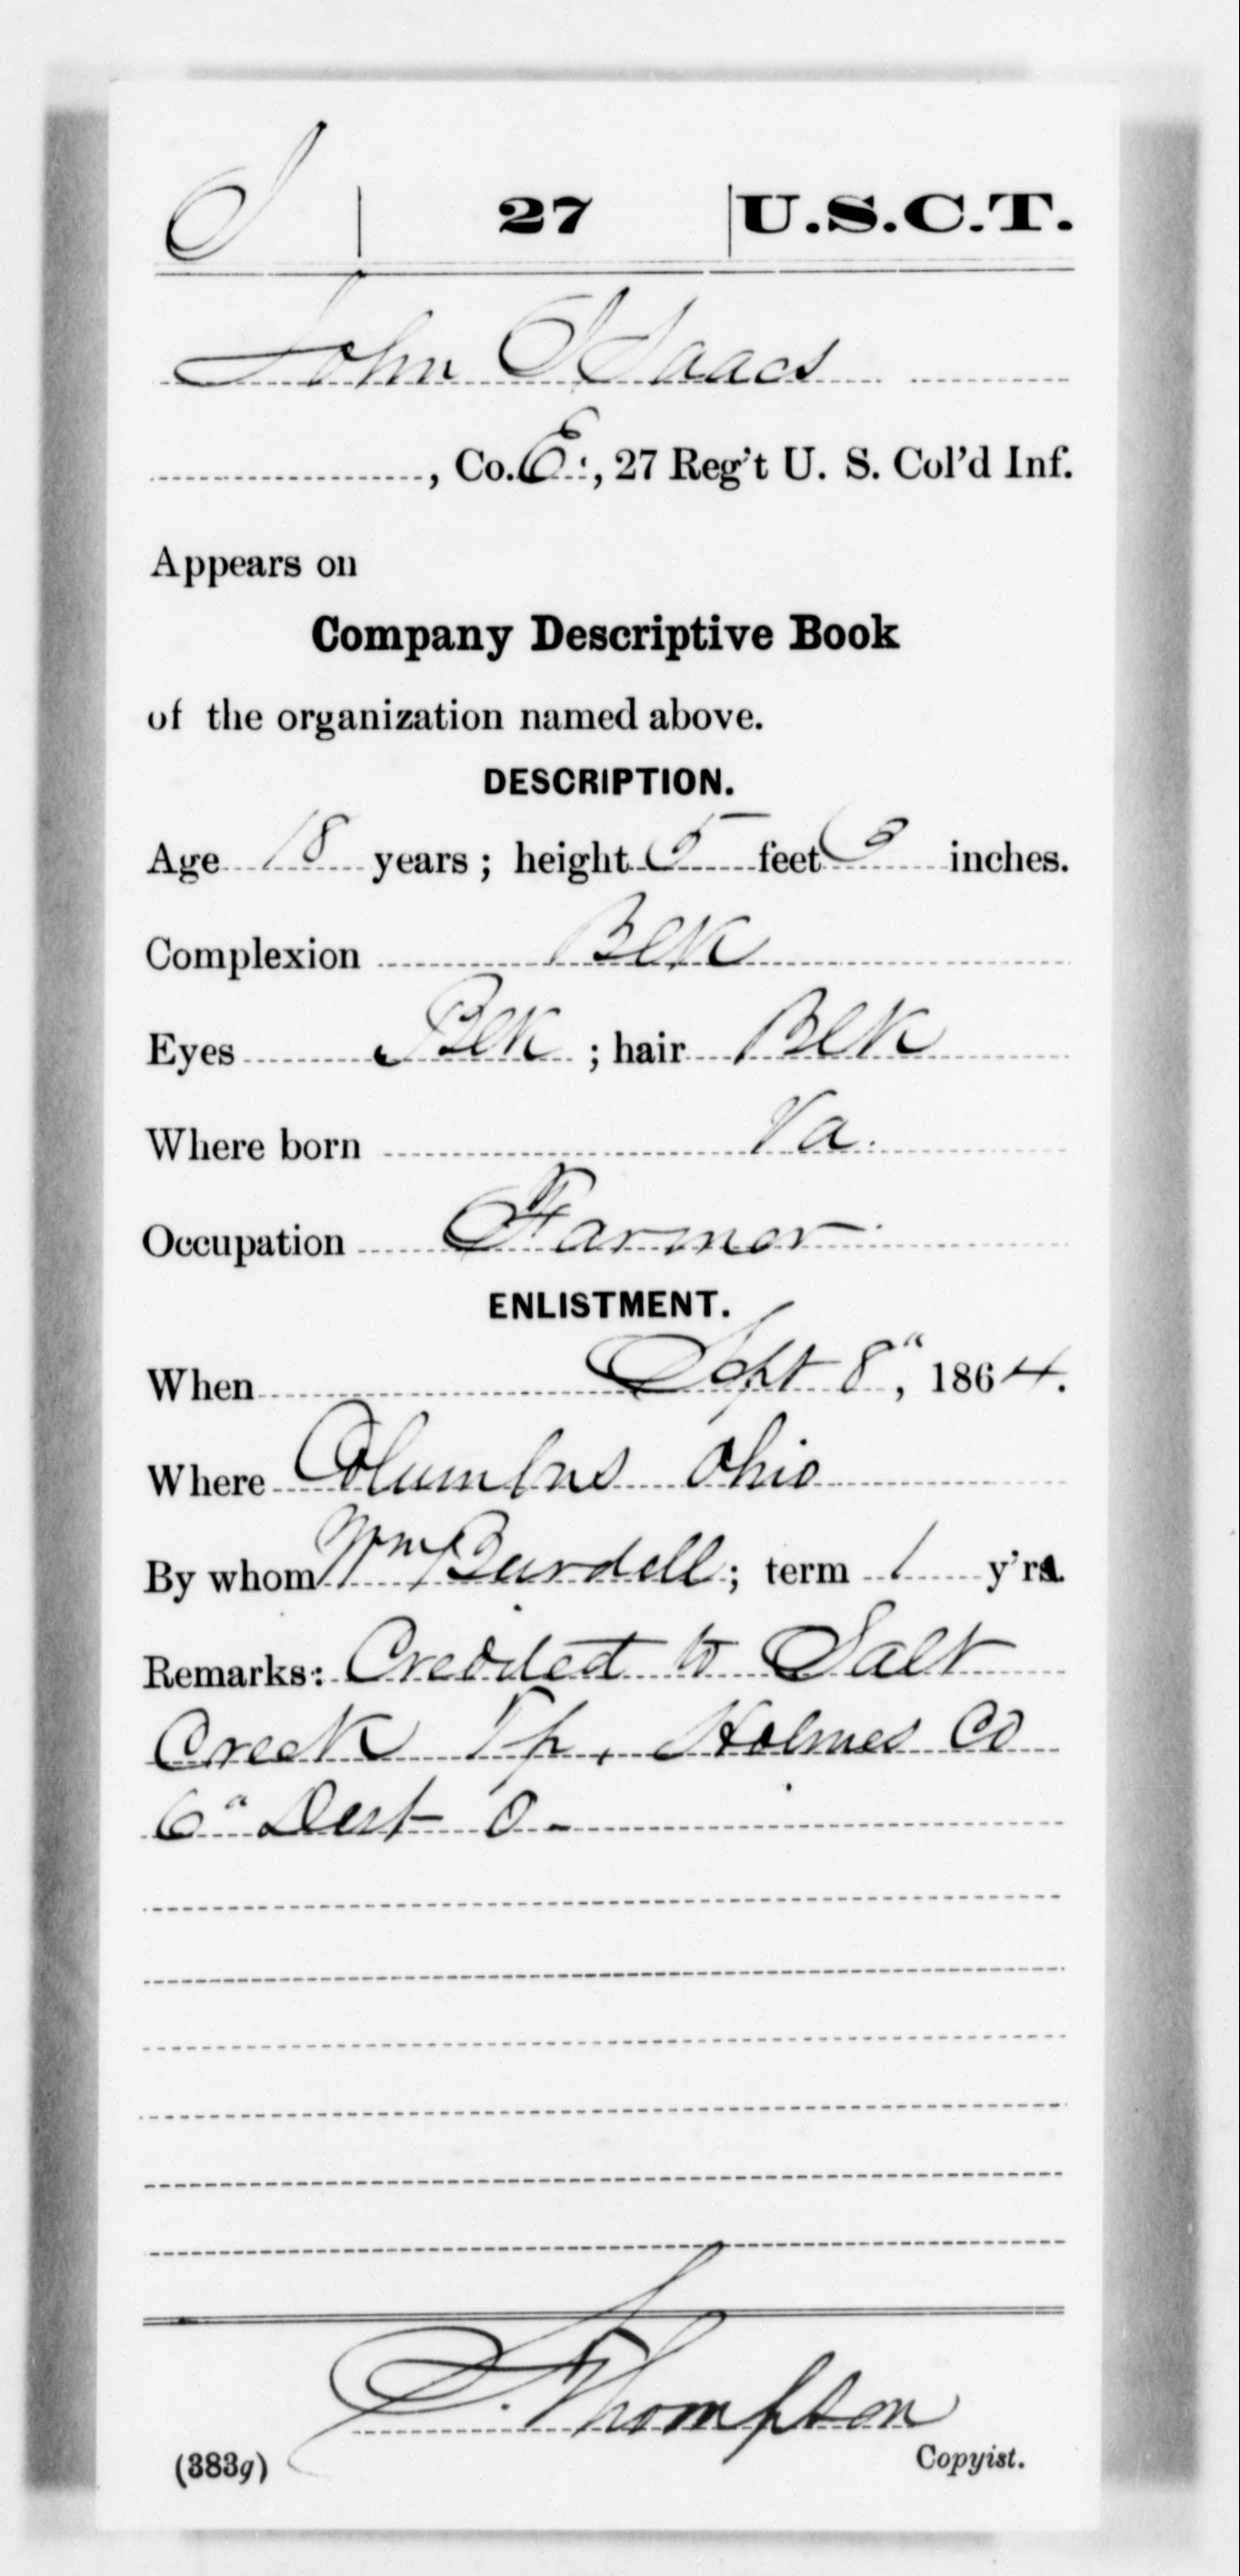 I | 27 | U.S.C.T.
John Isaacs
, Co. E., 27 Reg't U. S. Col'd Inf.
Appears on
Company Descriptive Book
of the organization named above.
DESCRIPTION.
Age 18 years; height 5 feet 3 inches.
Complexion Blk
Eyes Blk; hair Blk
Where born Va.
Occupation Farmer
ENLISTMENT.
When Sept 8", 1864.
Where Columbus Ohio
By whom Wm Burdell; term 1 y'rs.
Remarks: Credited to Salt
Creek Tp, Holmes Co
6" Dist O-
S. Thompson
(383g) Copyist.